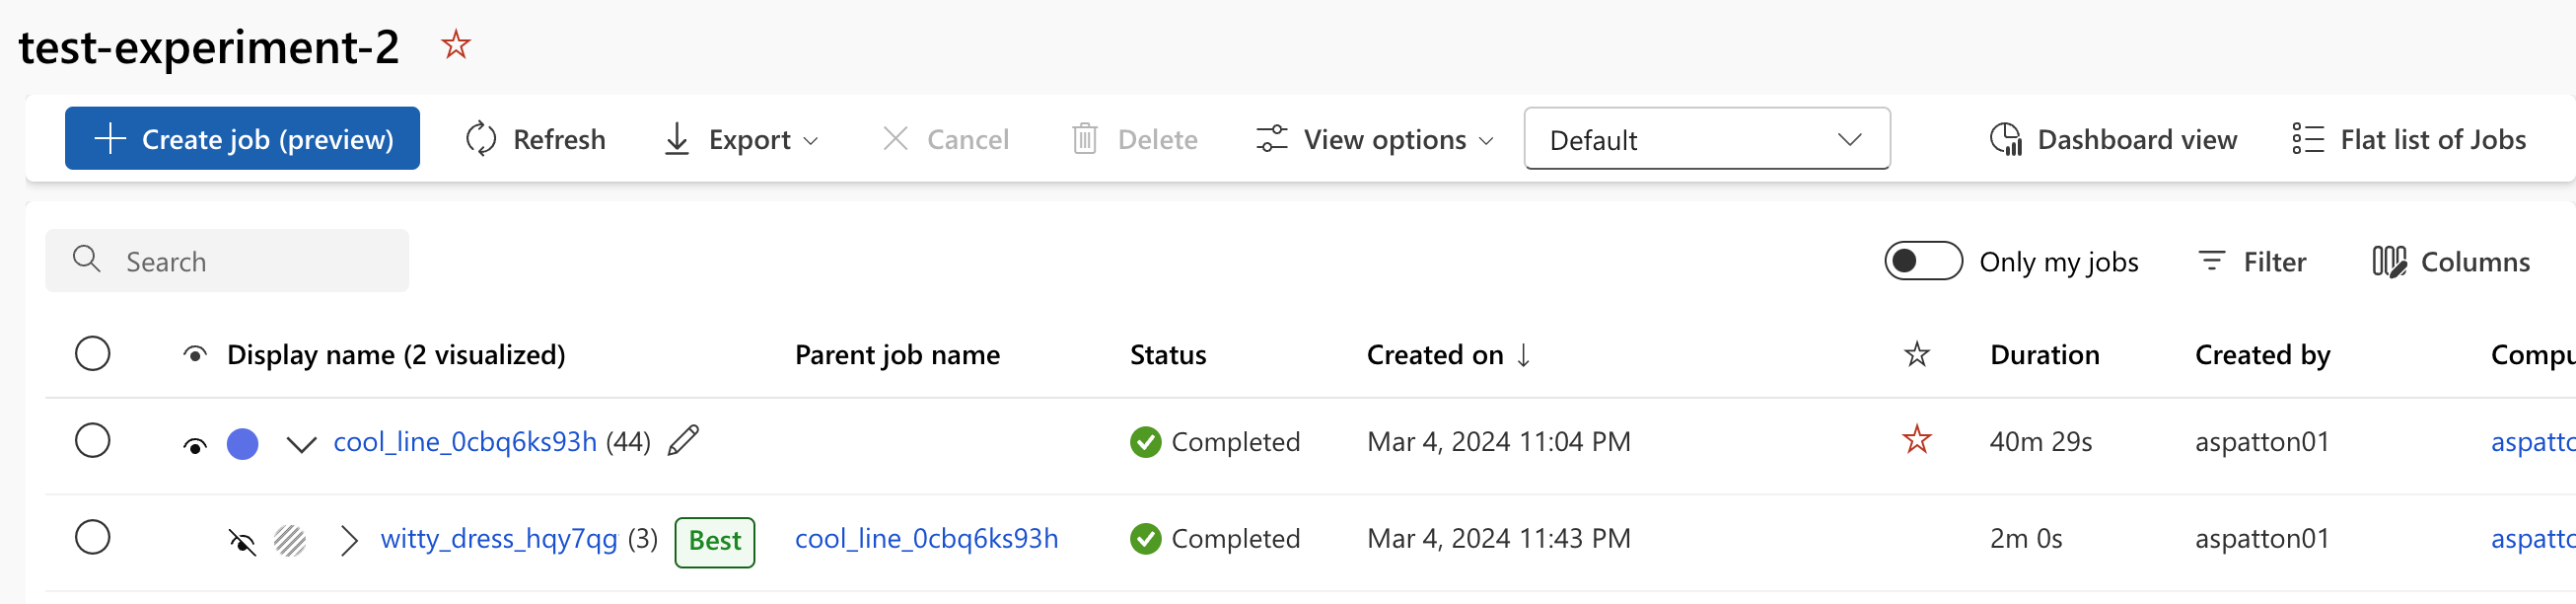 test-experiment-2
Create job (preview) Refresh Export Cancel Delete View options Default Dashboard view Flat list of Jobs
Search Only my jobs Filter Columns
Display name (2 visualized) Parent job name Status Created on ↓ Duration Created by Compu
cool_line_0cbq6ks93h (44) Completed Mar 4, 2024 11:04 PM 40m 29s aspatton01 aspatto
witty_dress_hqy7qg (3) Best cool_line_0cbq6ks93h Completed Mar 4, 2024 11:43 PM 2m 0s aspatton01 aspatto